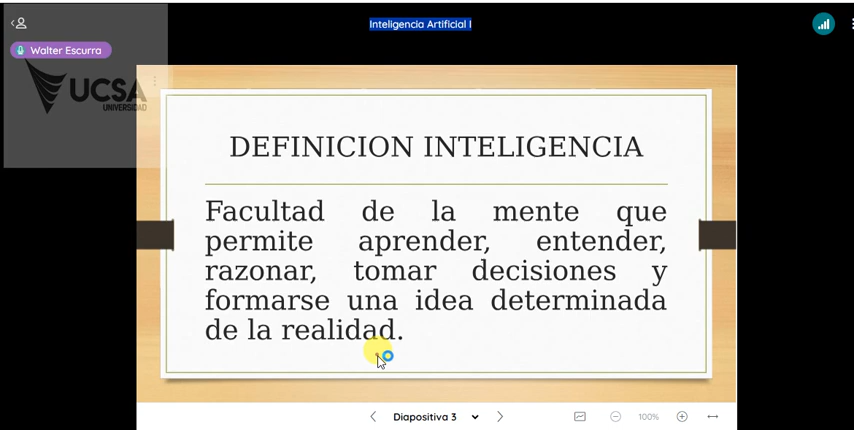 Inteligencia Artificial I
Walter Escurra
UCSA
UNIVERSIDAD
DEFINICION INTELIGENCIA
Facultad de la mente que
permite aprender, entender,
razonar, tomar decisiones y
formarse una idea determinada
de la realidad.
Diapositiva 3
100%